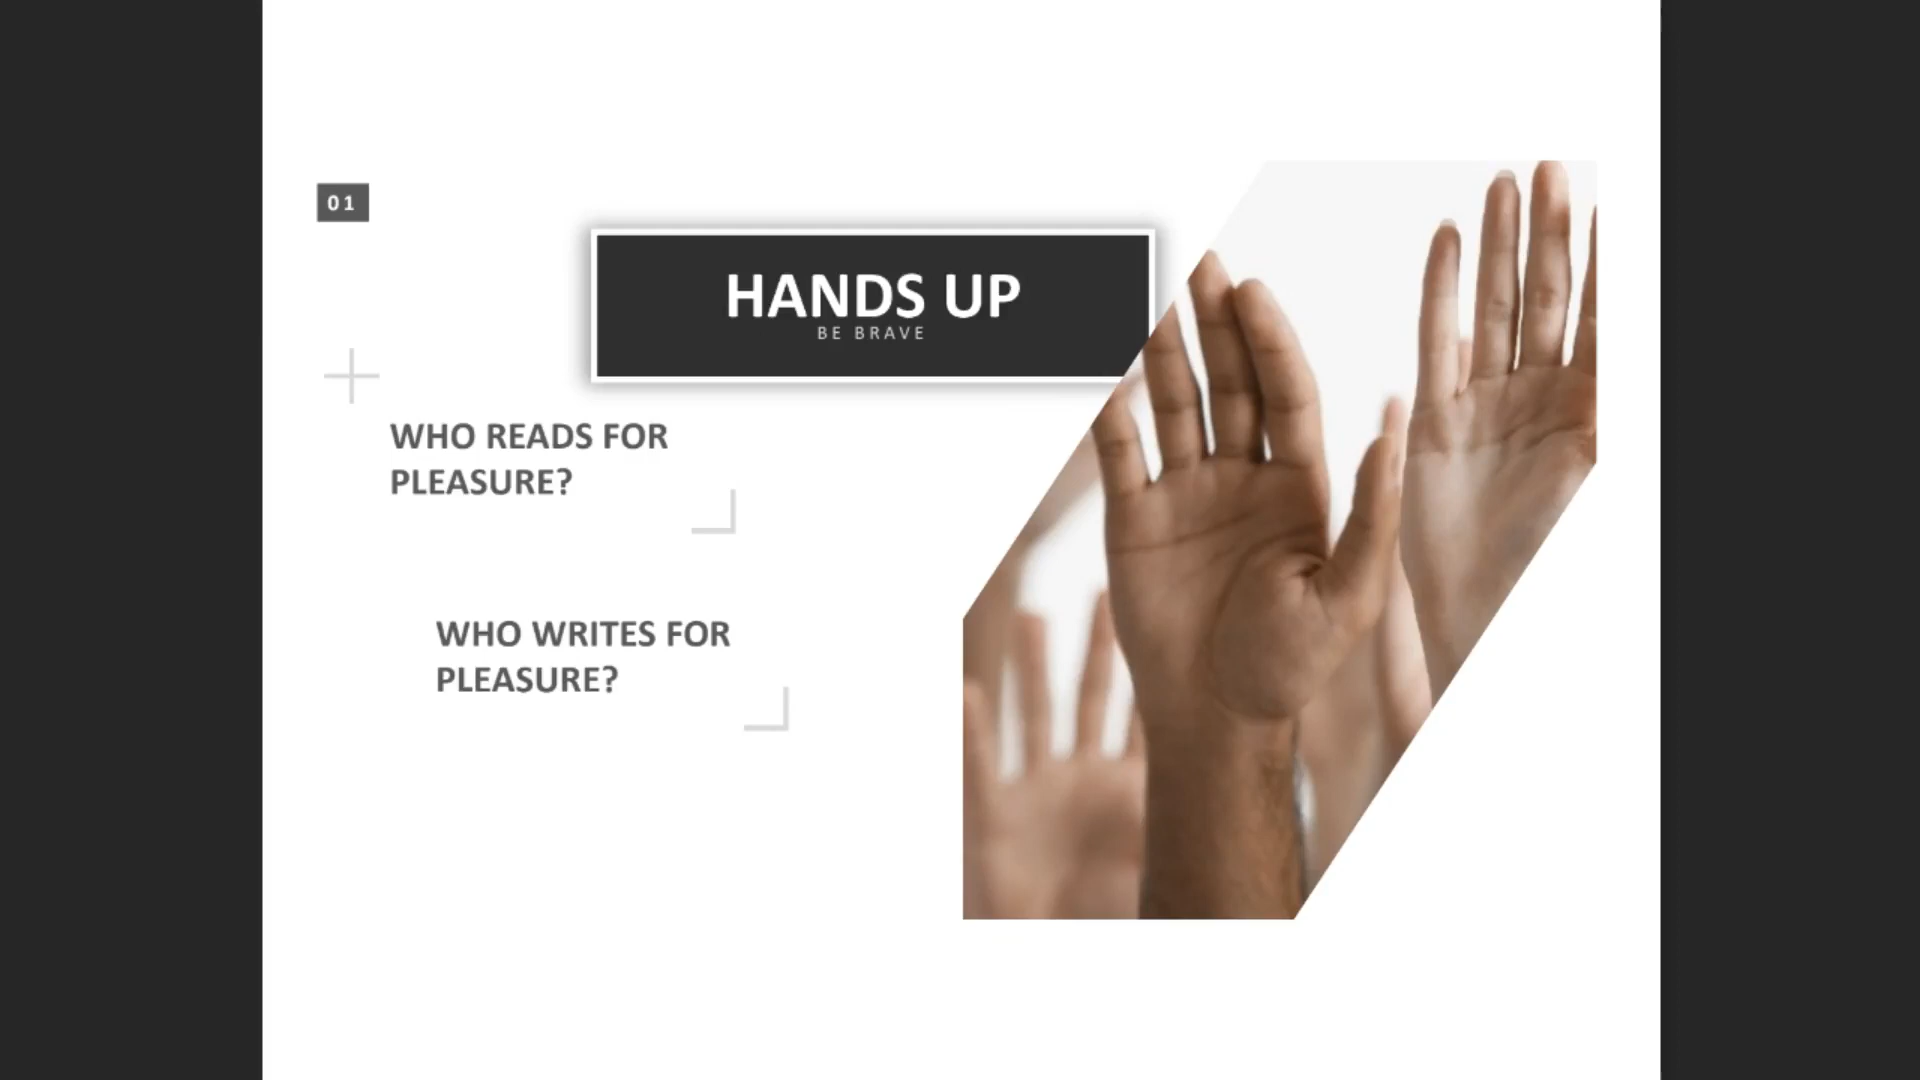 01
HANDS UP
BE BRAVE
WHO READS FOR
PLEASURE?
WHO WRITES FOR
PLEASURE?